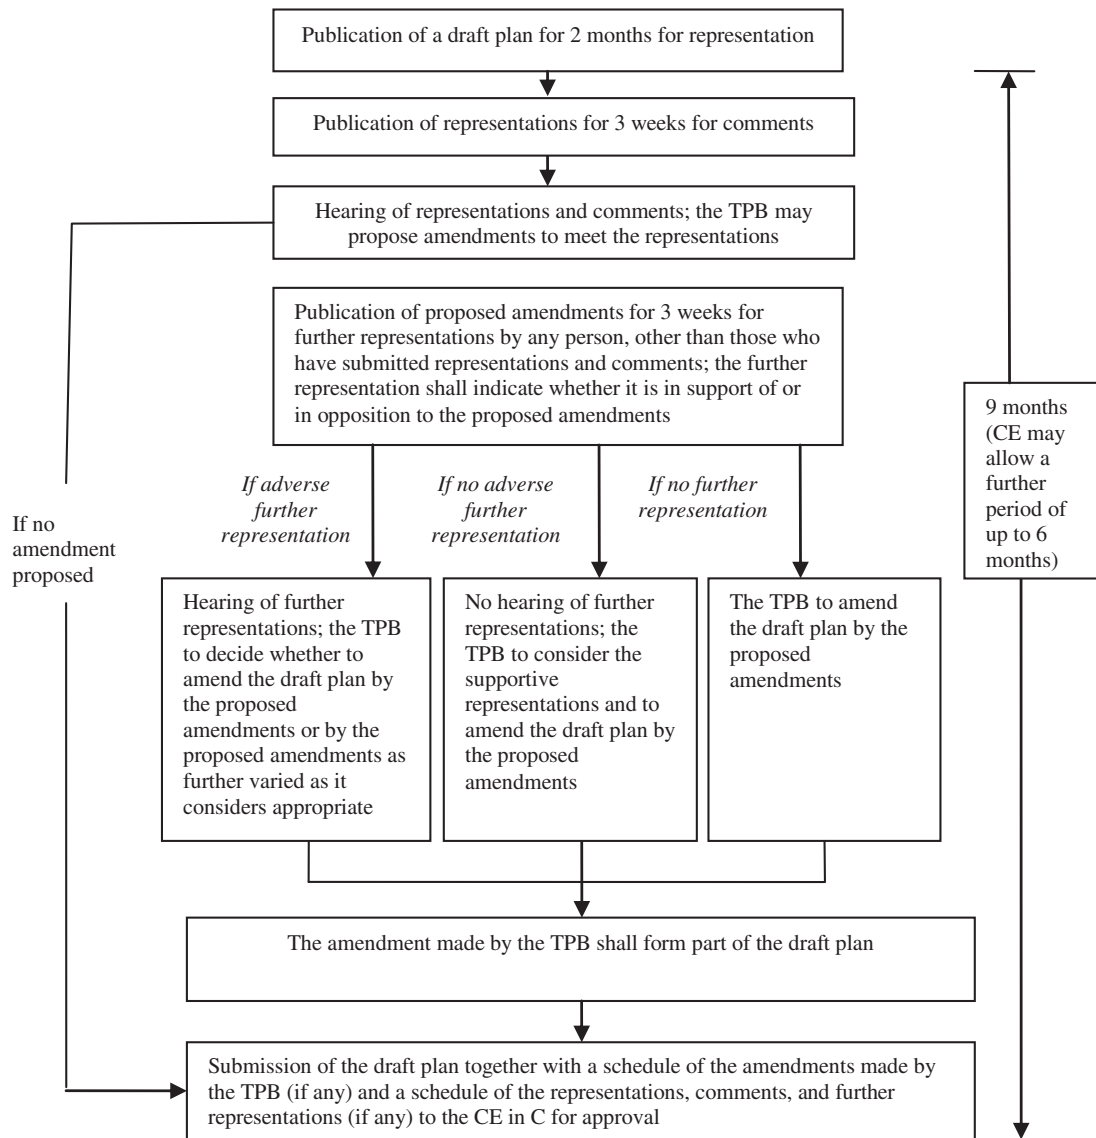 Publication of a draft plan for 2 months for representation
Publication of representations for 3 weeks for comments
Hearing of representations and comments; the TPB may
propose amendments to meet the representations
Publication of proposed amendments for 3 weeks for
further representations by any person, other than those who
have submitted representations and comments; the further
representation shall indicate whether it is in support of or
in opposition to the proposed amendments
9 months
(CE may
allow a
further
period of
up to 6
months)
If adverse
further
representation
If no adverse
further
representation
If no further
representation
If no
amendment
proposed
Hearing of further
representations; the TPB
to decide whether to
amend the draft plan by
the proposed
amendments or by the
proposed amendments as
further varied as it
considers appropriate
No hearing of further
representations; the
TPB to consider the
supportive
representations and to
amend the draft plan by
the proposed
amendments
The TPB to amend
the draft plan by the
proposed
amendments
The amendment made by the TPB shall form part of the draft plan
Submission of the draft plan together with a schedule of the amendments made by
the TPB (if any) and a schedule of the representations, comments, and further
representations (if any) to the CE in C for approval